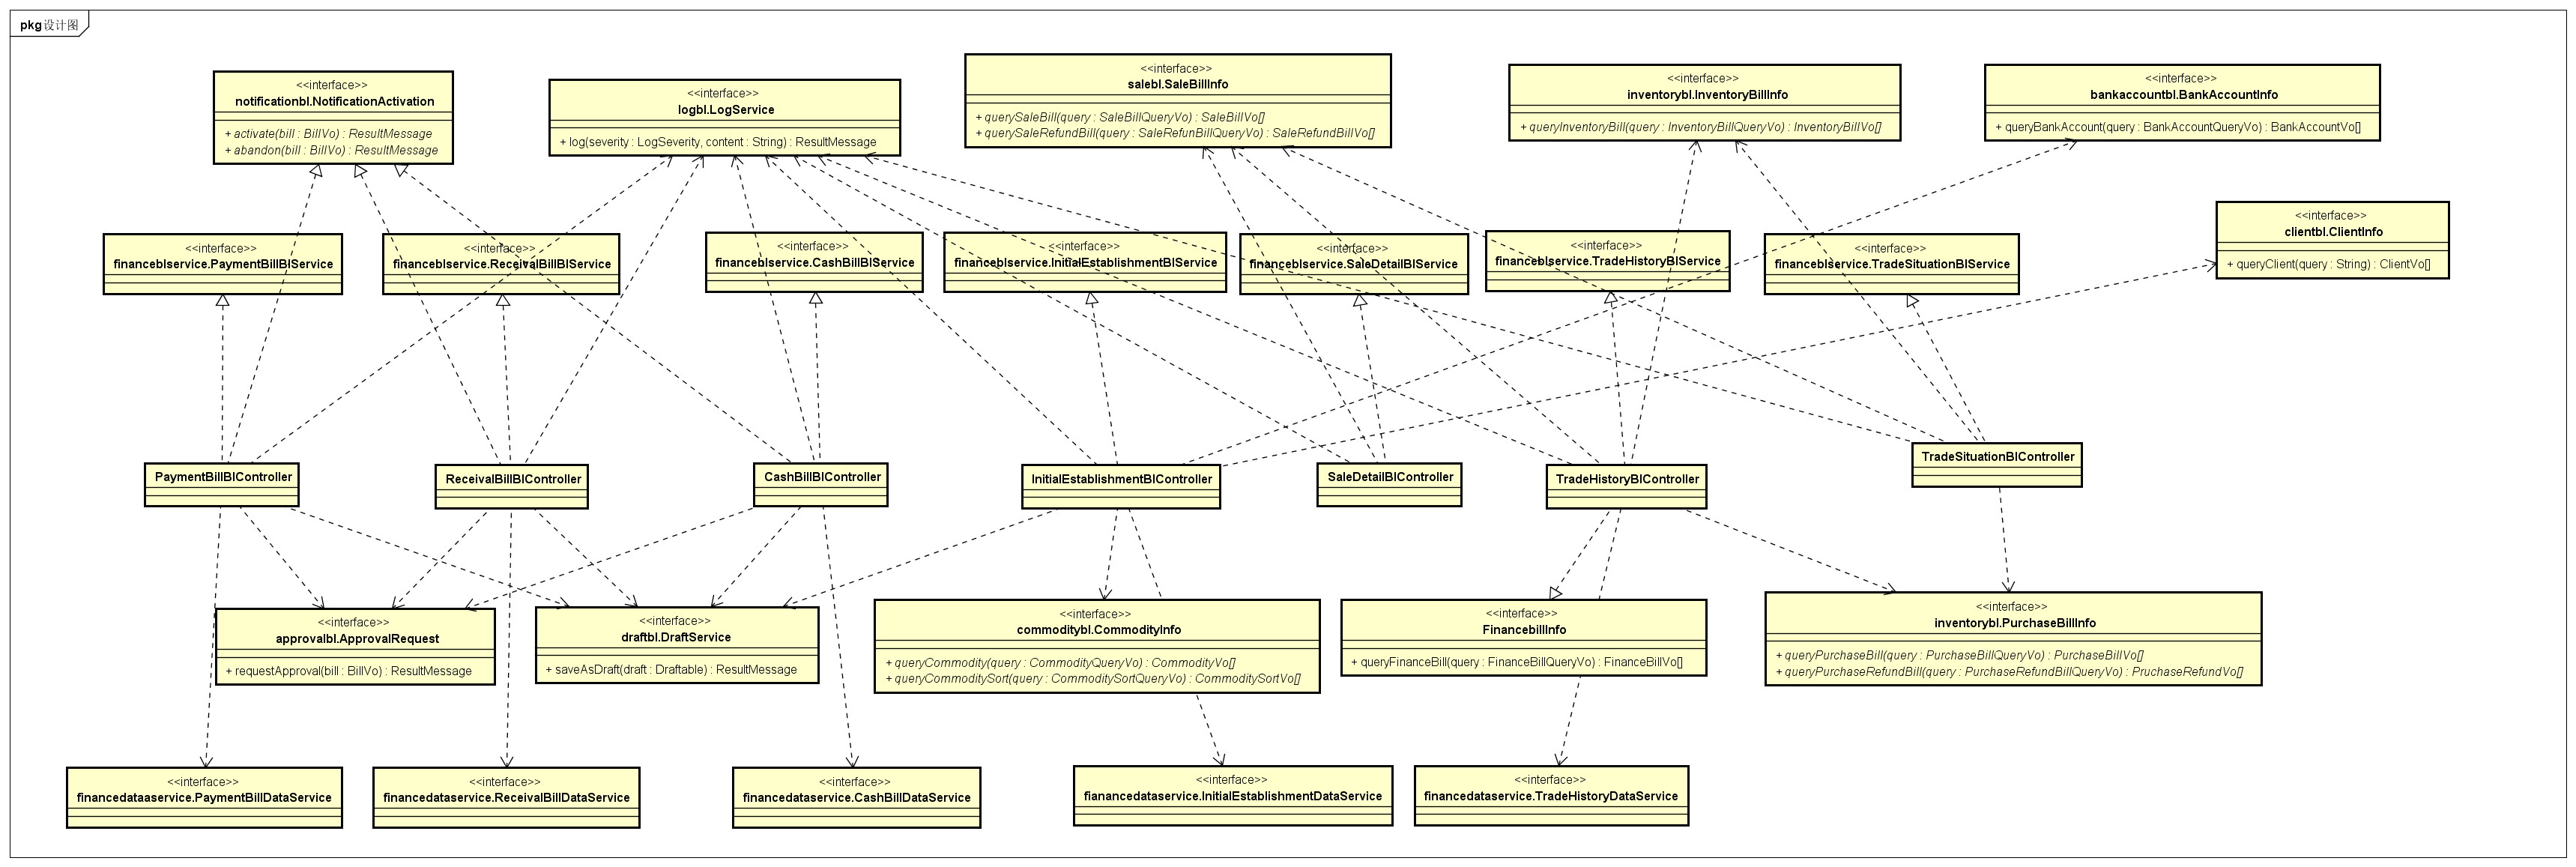 pkg 设计图
<<interface>>
notificationbl.NotificationActivation
+ activate(bill : BillVo) : ResultMessage
+ abandon(bill : BillVo) : ResultMessage
<<interface>>
logbl.LogService
+ log(severity : LogSeverity, content : String) : ResultMessage
<<interface>>
salebl.SaleBillInfo
+ querySaleBill(query : SaleBillQueryVo) : SaleBillVo[]
+ querySaleRefundBill(query : SaleRefunBillQueryVo) : SaleRefundBillVo[]
<<interface>>
inventorybl.InventoryBillInfo
+ queryInventoryBill(query : InventoryBillQueryVo) : InventoryBillVo[]
<<interface>>
bankaccountbl.BankAccountInfo
+ queryBankAccount(query : BankAccountQueryVo) : BankAccountVo[]
<<interface>>
clientbl.ClientInfo
+ queryClient(query : String) : ClientVo[]
<<interface>>
financeblservice.PaymentBillBlService
<<interface>>
financeblservice.ReceivalBillBlService
<<interface>>
financeblservice.CashBillBlService
<<interface>>
financeblservice.InitialEstablishmentBlService
<<interface>>
financeblservice.SaleDetailBlService
<<interface>>
financeblservice.TradeHistoryBlService
<<interface>>
financeblservice.TradeSituationBlService
PaymentBillBlController
ReceivalBillBlController
CashBillBlController
InitialEstablishmentBlController
SaleDetailBlController
TradeHistoryBlController
TradeSituationBlController
<<interface>>
approvalbl.ApprovalRequest
+ requestApproval(bill : BillVo) : ResultMessage
<<interface>>
draftbl.DraftService
+ saveAsDraft(draft : Draftable) : ResultMessage
<<interface>>
commoditybl.CommodityInfo
+ queryCommodity(query : CommodityQueryVo) : CommodityVo[]
+ queryCommoditySort(query : CommoditySortQueryVo) : CommoditySortVo[]
<<interface>>
FinancebillInfo
+ queryFinanceBill(query : FinanceBillQueryVo) : FinanceBillVo[]
<<interface>>
inventorybl.PurchaseBillInfo
+ queryPurchaseBill(query : PurchaseBillQueryVo) : PurchaseBillVo[]
+ queryPurchaseRefundBill(query : PurchaseRefundBillQueryVo) : PruchaseRefundVo[]
<<interface>>
financedataaservice.PaymentBillDataService
<<interface>>
financedataservice.ReceivalBillDataService
<<interface>>
financedataservice.CashBillDataService
<<interface>>
fianancedataservice.InitialEstablishmentDataService
<<interface>>
financedataservice.TradeHistoryDataService